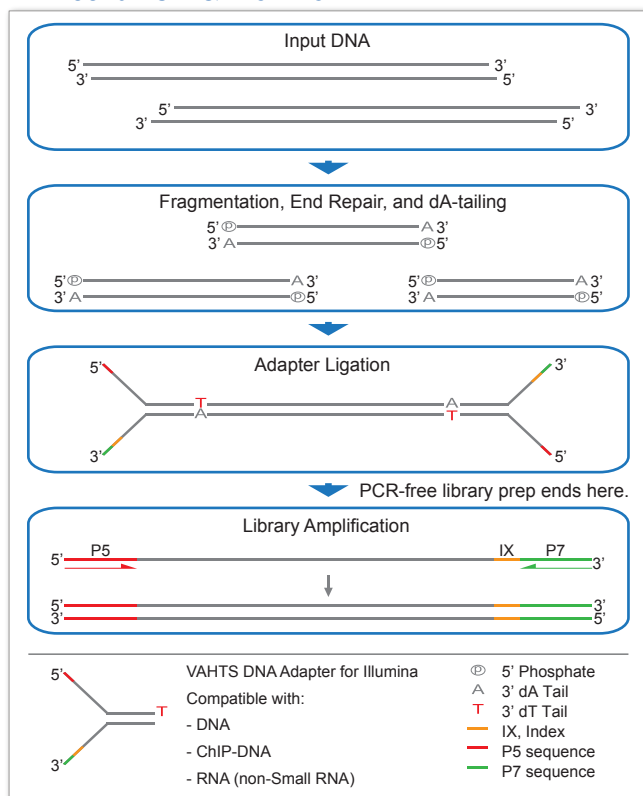 Input DNA
5’ 3’
3’ 5’
5’ 3’
3’ 5’
Fragmentation, End Repair, and dA-tailing
5’ P A 3’
3’ A P 5’
5’ P A 3’ 5’ P A 3’
3’ A P 5’ 3’ A P 5’
Adapter Ligation
5’ 3’
T A
A T
3’ 5’
PCR-free library prep ends here.
Library Amplification
P5 IX P7
5’ 3’
5’ 3’
3’ 5’
5’ VAHTS DNA Adapter for Illumina P 5’ Phosphate
Compatible with: A 3’ dA Tail
T - DNA T 3’ dT Tail
- ChIP-DNA IX, Index
P5 sequence
3’ - RNA (non-Small RNA) P7 sequence